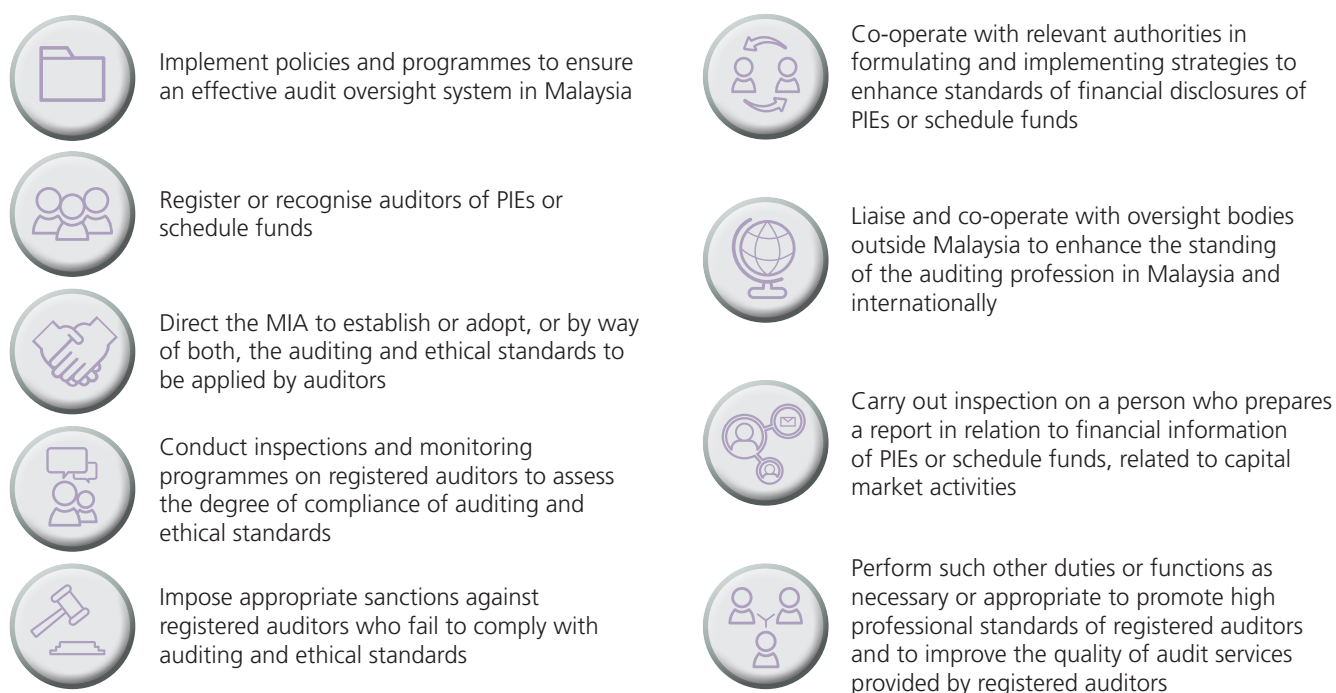 Implement policies and programmes to ensure
an effective audit oversight system in Malaysia
Register or recognise auditors of PIEs or
schedule funds
Direct the MIA to establish or adopt, or by way
of both, the auditing and ethical standards to
be applied by auditors
Conduct inspections and monitoring
programmes on registered auditors to assess
the degree of compliance of auditing and
ethical standards
Impose appropriate sanctions against
registered auditors who fail to comply with
auditing and ethical standards
Co-operate with relevant authorities in
formulating and implementing strategies to
enhance standards of financial disclosures of
PIEs or schedule funds
Liaise and co-operate with oversight bodies
outside Malaysia to enhance the standing
of the auditing profession in Malaysia and
internationally
Carry out inspection on a person who prepares
a report in relation to financial information
of PIEs or schedule funds, related to capital
market activities
Perform such other duties or functions as
necessary or appropriate to promote high
professional standards of registered auditors
and to improve the quality of audit services
provided by registered auditors